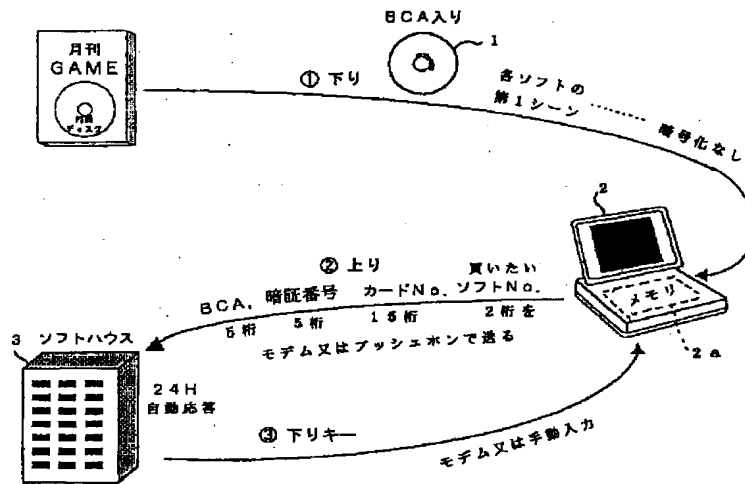 BCA入り
1
月刊
GAME
ディスク
① 下り
各ソフトの
第1シーン
暗号化なし
2
メモリ
2a
② 上り
BCA, 暗証番号 カードNo. 買いたい
ソフトNo.
5桁 5桁 16桁 2桁を
モデム又はプッシュホンで送る
3 ソフトハウス
24H
自動応答
③ 下りキー
モデム又は手動入力